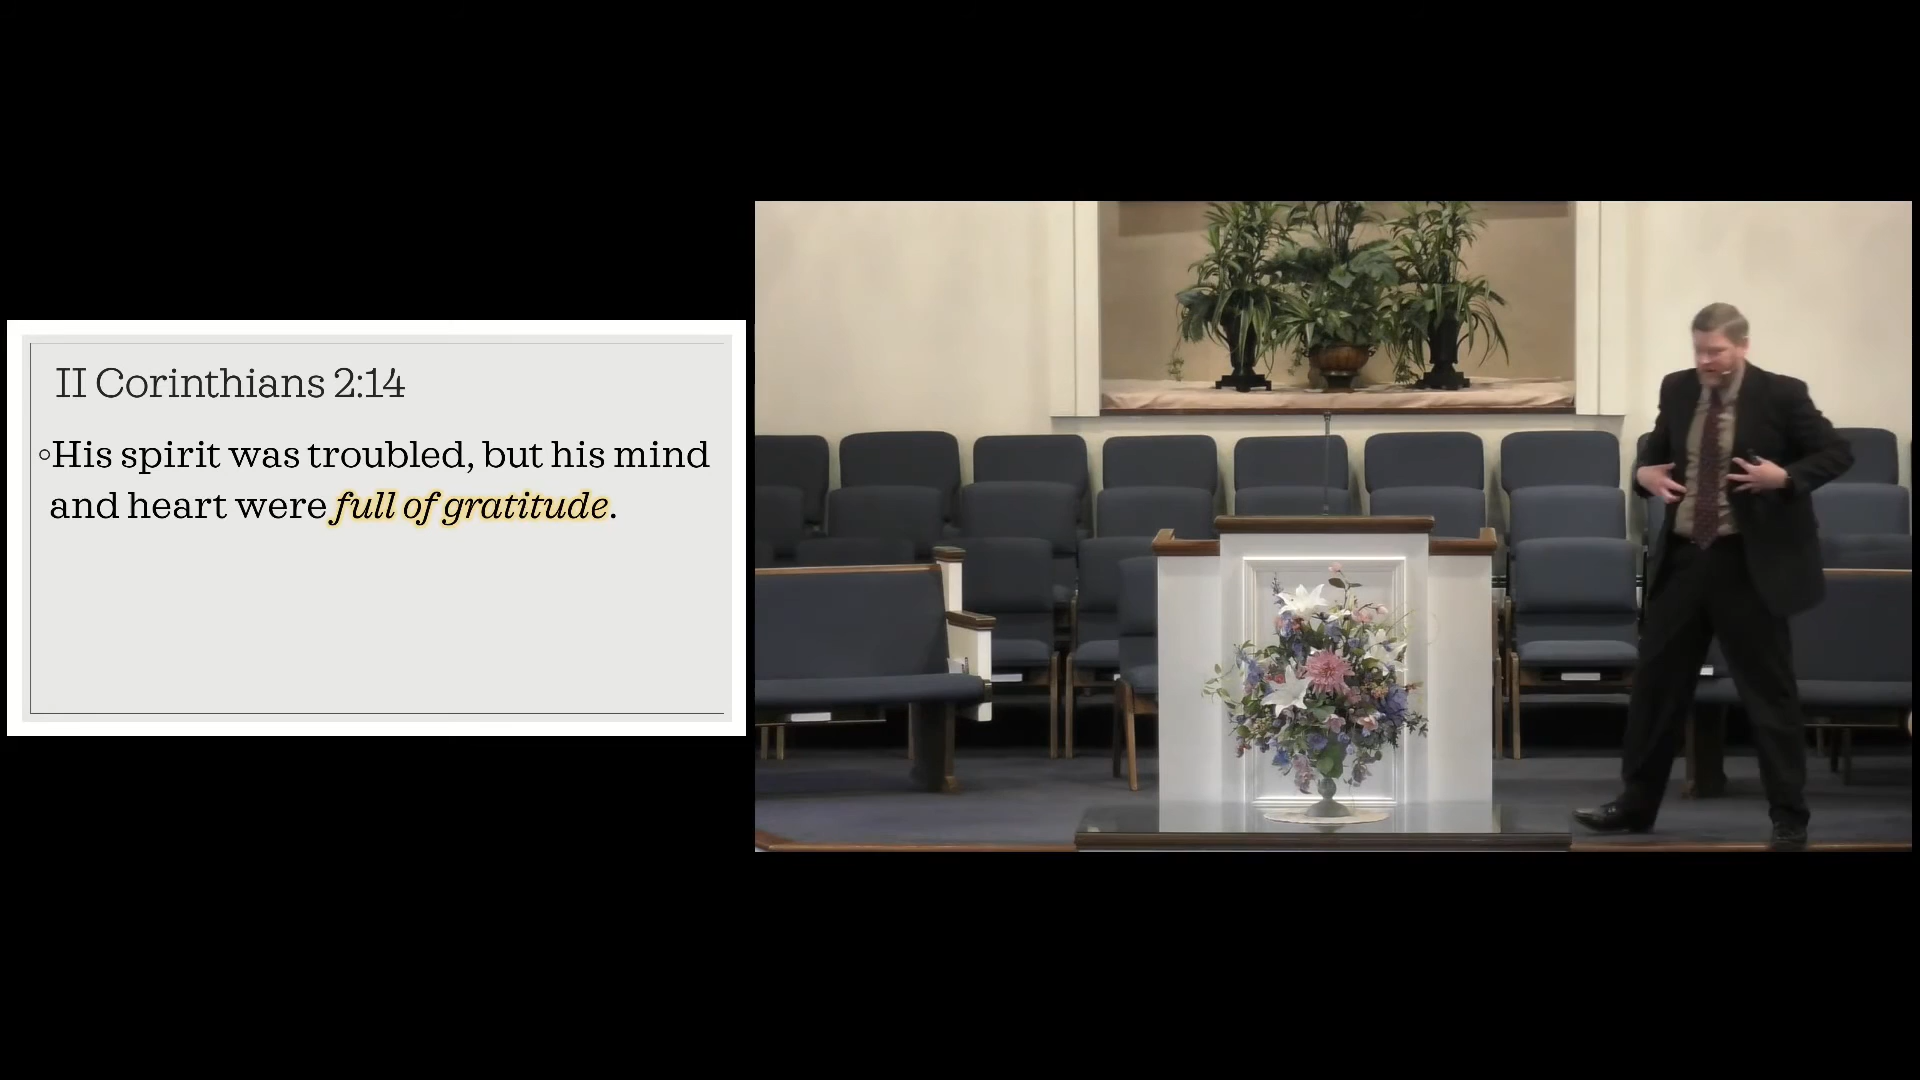 II Corinthians 2:14
◦His spirit was troubled, but his mind
and heart were full of gratitude.